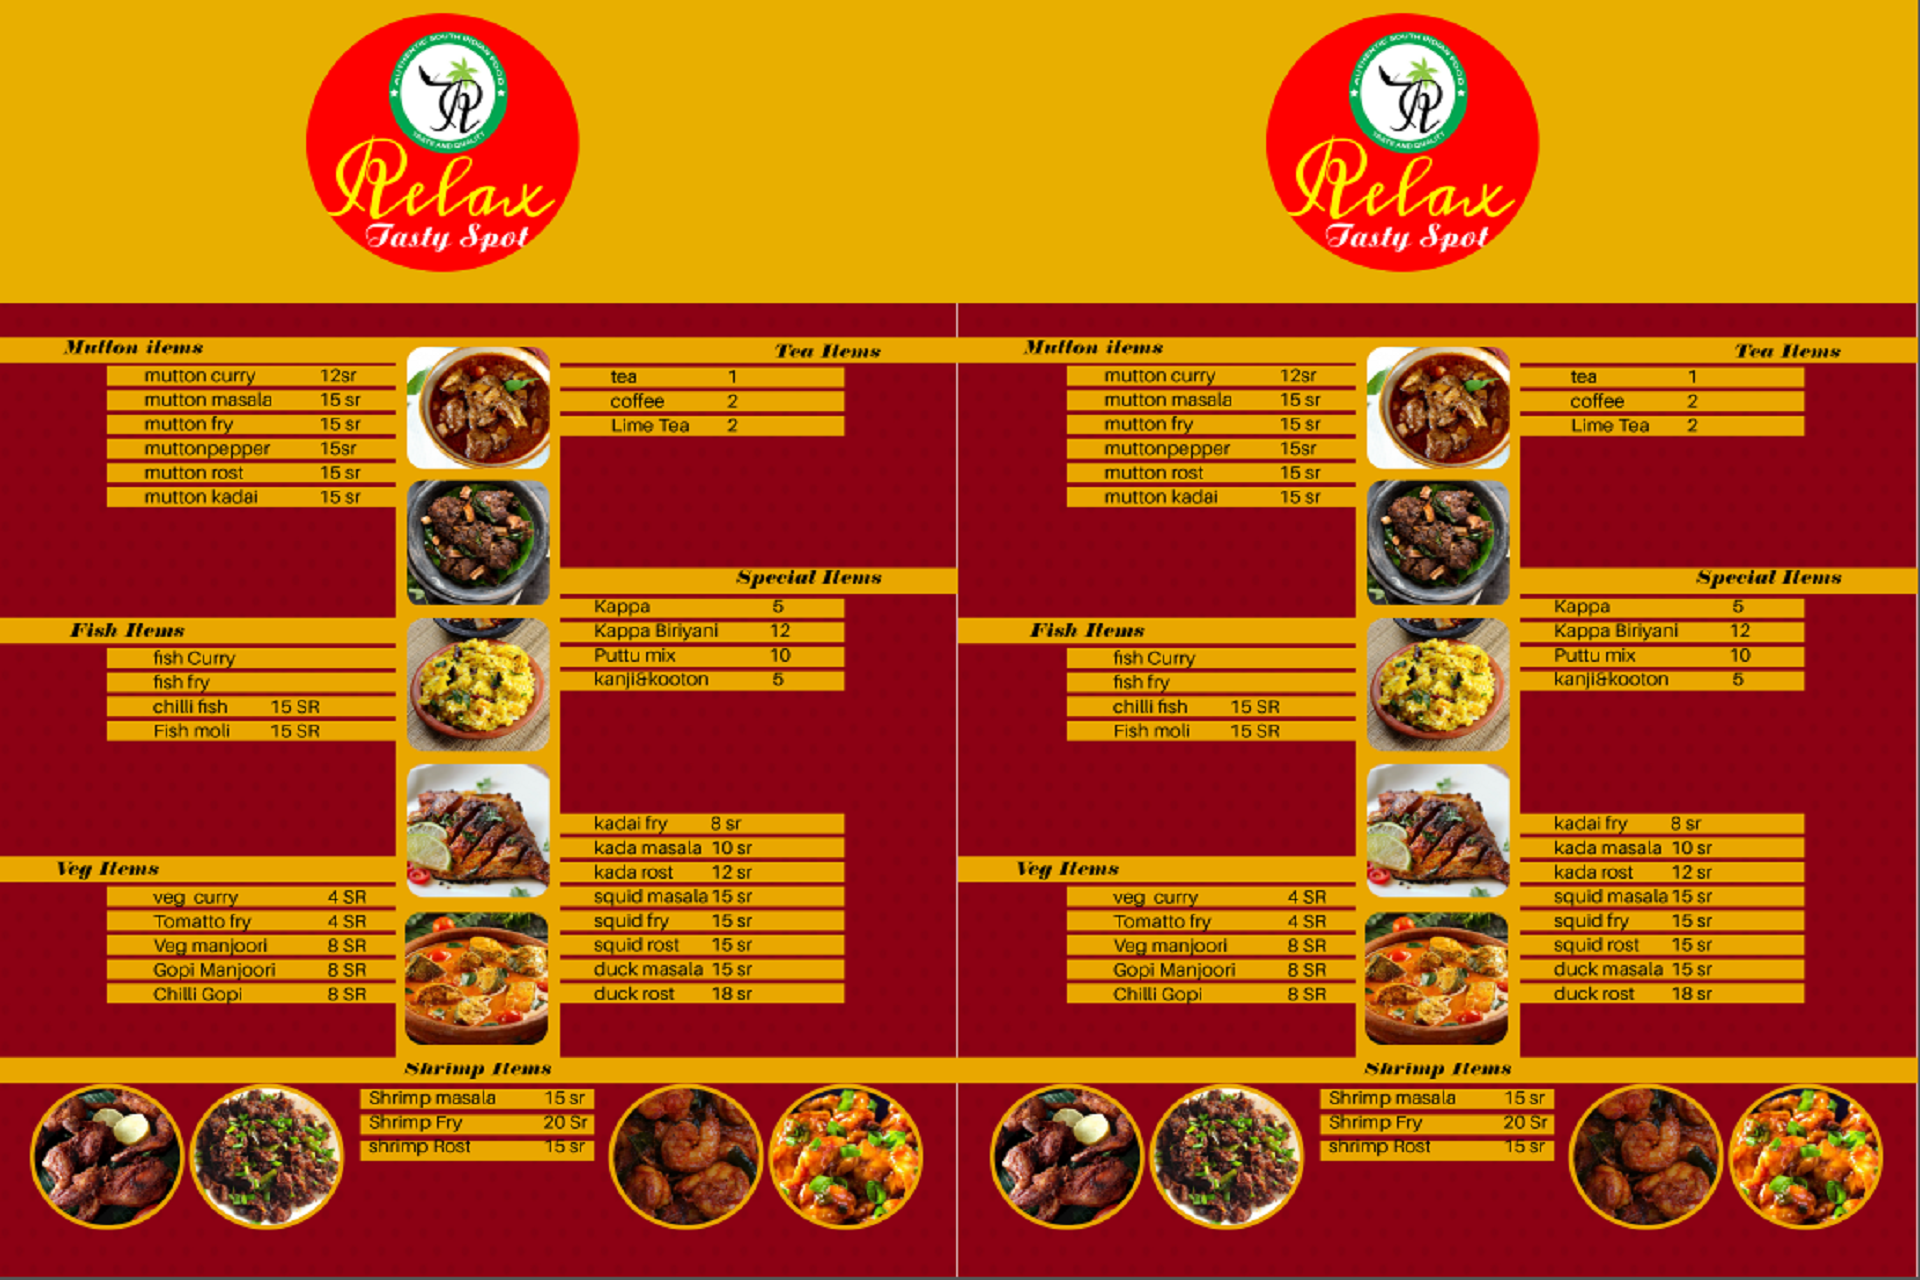 AUTHENTIC SOUTH INDIAN FOOD
TASTE AND QUALITY
Relax
Tasty Spot
Mutton items
mutton curry 12sr
mutton masala 15 sr
mutton fry 15 sr
muttonpepper 15sr
mutton rost 15 sr
mutton kadai 15 sr
Fish Items
fish Curry
fish fry
chilli fish 15 SR
Fish moli 15 SR
Veg Items
veg curry 4 SR
Tomatto fry 4 SR
Veg manjoori 8 SR
Gopi Manjoori 8 SR
Chilli Gopi 8 SR
Tea Items
tea 1
coffee 2
Lime Tea 2
Special Items
Kappa 5
Kappa Biriyani 12
Puttu mix 10
kanji&kooton 5
kadai fry 8 sr
kada masala 10 sr
kada rost 12 sr
squid masala 15 sr
squid fry 15 sr
squid rost 15 sr
duck masala 15 sr
duck rost 18 sr
Shrimp Items
Shrimp masala 15 sr
Shrimp Fry 20 Sr
shrimp Rost 15 sr
AUTHENTIC SOUTH INDIAN FOOD
TASTE AND QUALITY
Relax
Tasty Spot
Mutton items
mutton curry 12sr
mutton masala 15 sr
mutton fry 15 sr
muttonpepper 15sr
mutton rost 15 sr
mutton kadai 15 sr
Fish Items
fish Curry
fish fry
chilli fish 15 SR
Fish moli 15 SR
Veg Items
veg curry 4 SR
Tomatto fry 4 SR
Veg manjoori 8 SR
Gopi Manjoori 8 SR
Chilli Gopi 8 SR
Tea Items
tea 1
coffee 2
Lime Tea 2
Special Items
Kappa 5
Kappa Biriyani 12
Puttu mix 10
kanji&kooton 5
kadai fry 8 sr
kada masala 10 sr
kada rost 12 sr
squid masala 15 sr
squid fry 15 sr
squid rost 15 sr
duck masala 15 sr
duck rost 18 sr
Shrimp Items
Shrimp masala 15 sr
Shrimp Fry 20 Sr
shrimp Rost 15 sr